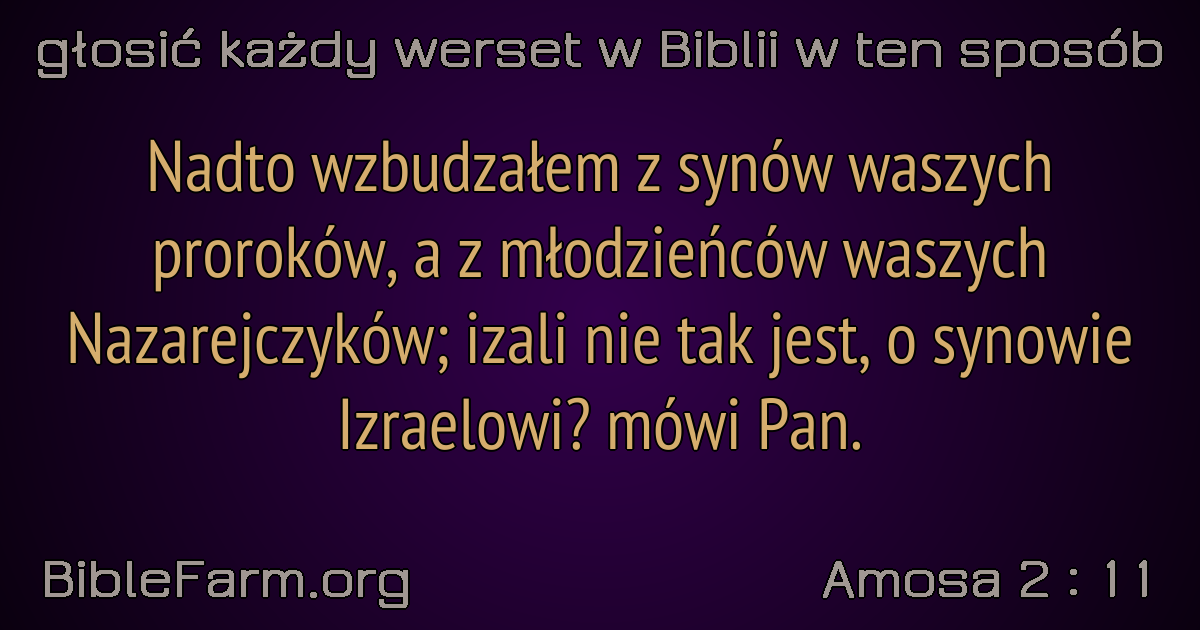 głosić każdy werset w Biblii w ten sposób
Nadto wzbudzałem z synów waszych
proroków, a z młodzieńców waszych
Nazarejczyków; izali nie tak jest, o synowie
Izraelowi? mówi Pan.
BibleFarm.org
Amosa 2 : 11